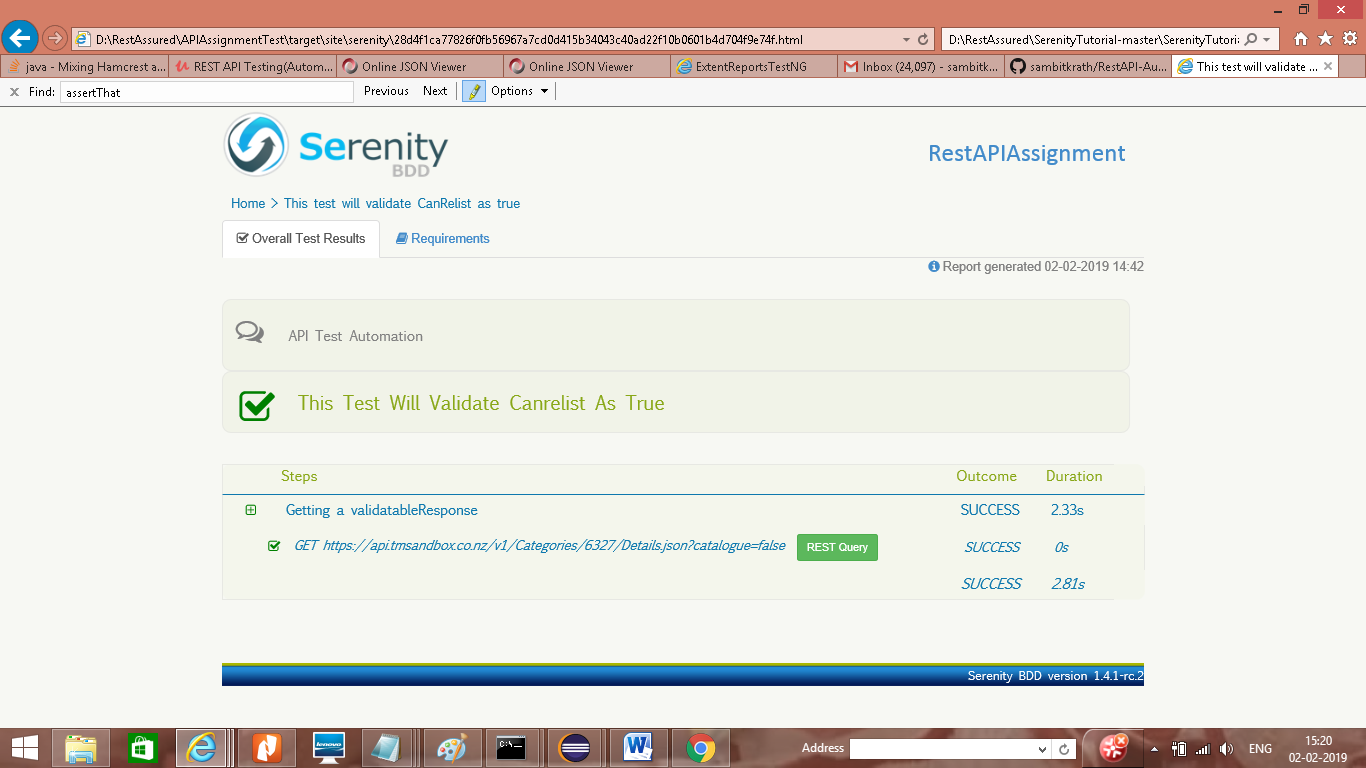 D:\RestAssured\APIAssignmentTest\target\site\serenity\28d4f1ca77826f0fb56967a7cd0d415b34043c40ad22f10b0601b4d704f9e74f.html
D:\RestAssured\SerenityTutorial-master\SerenityTutori
java - Mixing Hamcrest a...
REST API Testing(Autom...
Online JSON Viewer
Online JSON Viewer
ExtentReportsTestNG
Inbox (24,097) - sambitk...
sambitkrath/RestAPI-Au...
This test will validate ...
x Find: assertThat Previous Next Options
Serenity
BDD
RestAPIAssignment
Home > This test will validate CanRelist as true
Overall Test Results Requirements
Report generated 02-02-2019 14:42
API Test Automation
This Test Will Validate Canrelist As True
Steps Outcome Duration
Getting a validatableResponse SUCCESS 2.33s
GET https://api.tmsandbox.co.nz/v1/Categories/6327/Details.json?catalogue=false REST Query SUCCESS 0s
SUCCESS 2.81s
Serenity BDD version 1.4.1-rc.2
lenovo
C:\
Address
ENG
15:20
02-02-2019